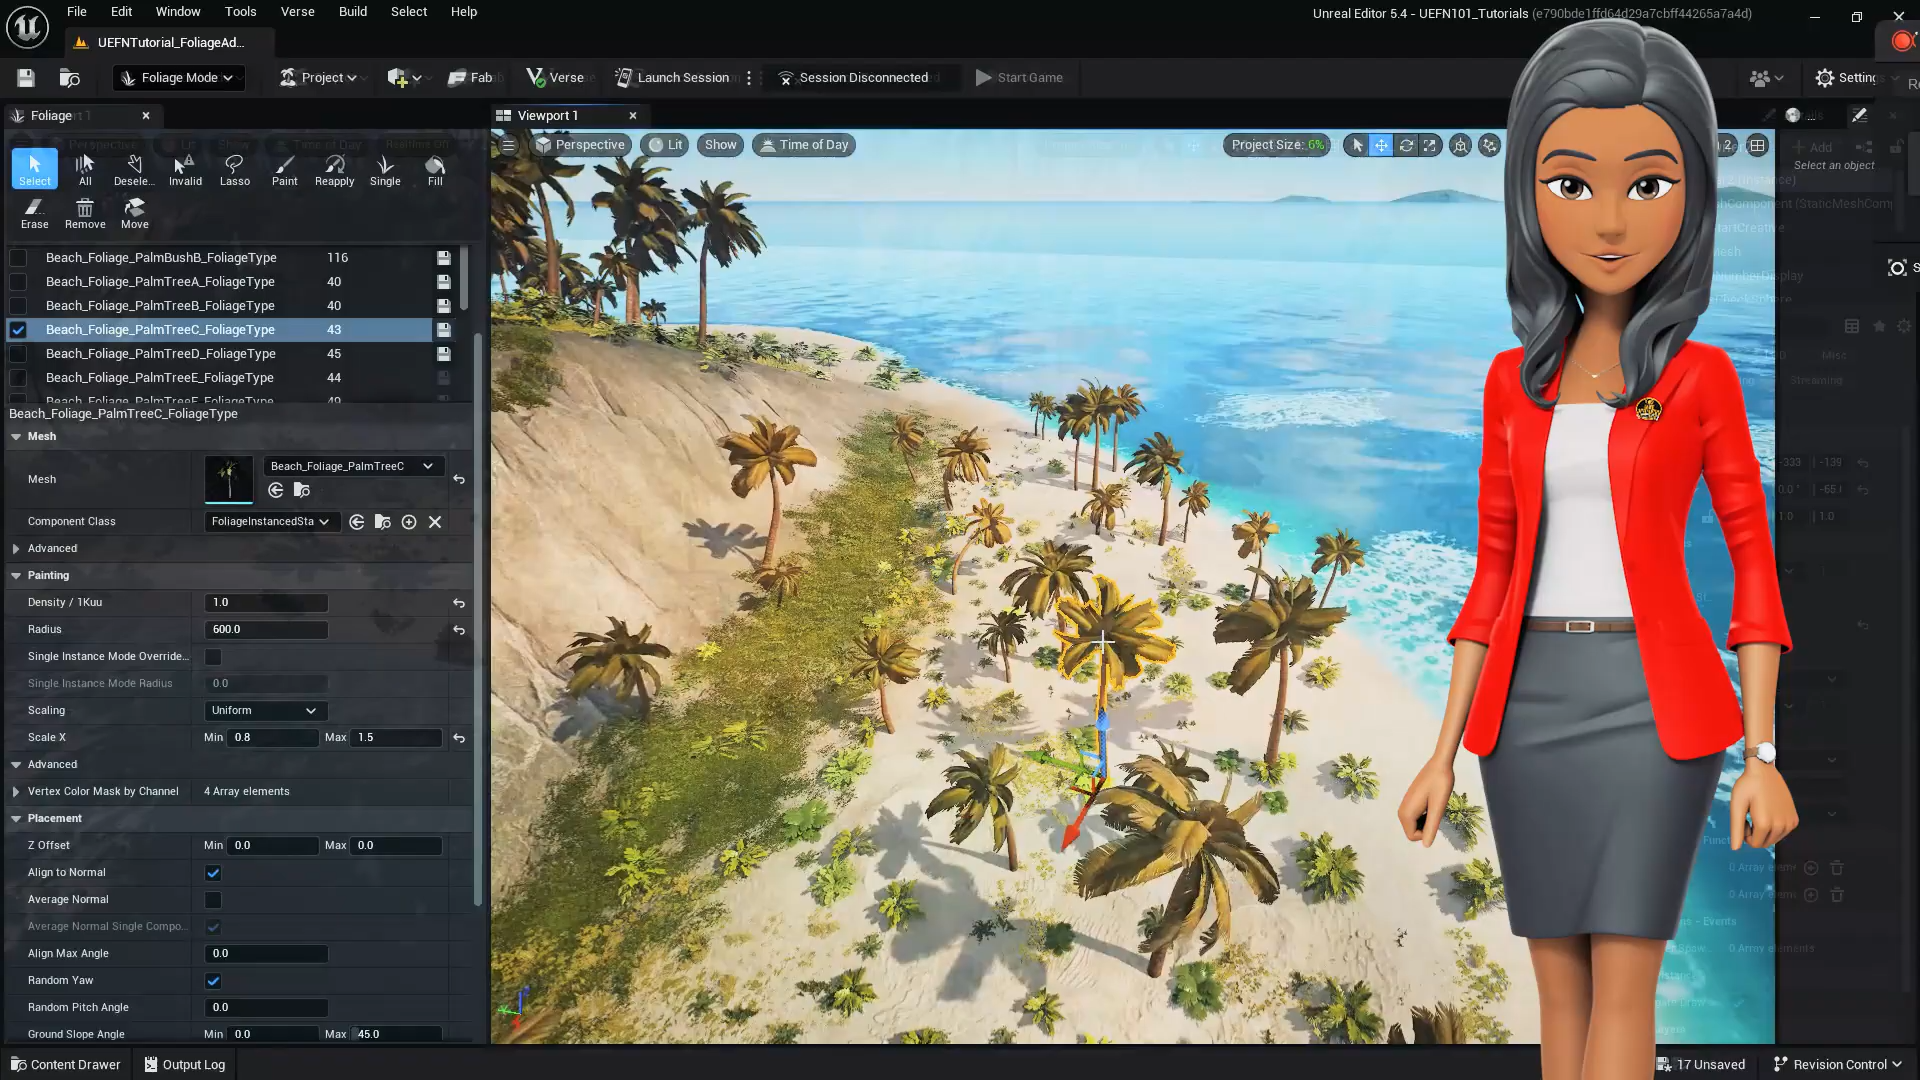 File Edit Window Tools Verse Build Select Help
Unreal Editor 5.4 - UEFN101_Tutorials (e790bde1ffd64d29a7cbff44265a7a4d)
UEFNTutorial_FoliageAd...
Foliage Mode Project Fab Verse Launch Session Session Disconnected Start Game Settings
Foliage
Viewport 1
Perspective Lit Show Time of Day Project Size: 6% 2 Add
Select an object
Select All Desele... Invalid Lasso Paint Reapply Single Fill
Erase Remove Move
Beach_Foliage_PalmBushB_FoliageType 116
Beach_Foliage_PalmTreeA_FoliageType 40
Beach_Foliage_PalmTreeB_FoliageType 40
Beach_Foliage_PalmTreeC_FoliageType 43
Beach_Foliage_PalmTreeD_FoliageType 45
Beach_Foliage_PalmTreeE_FoliageType 44
Beach_Foliage_PalmTreeF_FoliageType 49
Beach_Foliage_PalmTreeC_FoliageType
Mesh
Mesh Beach_Foliage_PalmTreeC
Component Class FoliageInstancedSta
Advanced
Painting
Density / 1Kuu 1.0
Radius 600.0
Single Instance Mode Override...
Single Instance Mode Radius 0.0
Scaling Uniform
Scale X Min 0.8 Max 1.5
Advanced
Vertex Color Mask by Channel 4 Array elements
Placement
Z Offset Min 0.0 Max 0.0
Align to Normal
Average Normal
Average Normal Single Compo...
Align Max Angle 0.0
Random Yaw
Random Pitch Angle 0.0
Ground Slope Angle Min 0.0 Max 45.0
Content Drawer Output Log 17 Unsaved Revision Control